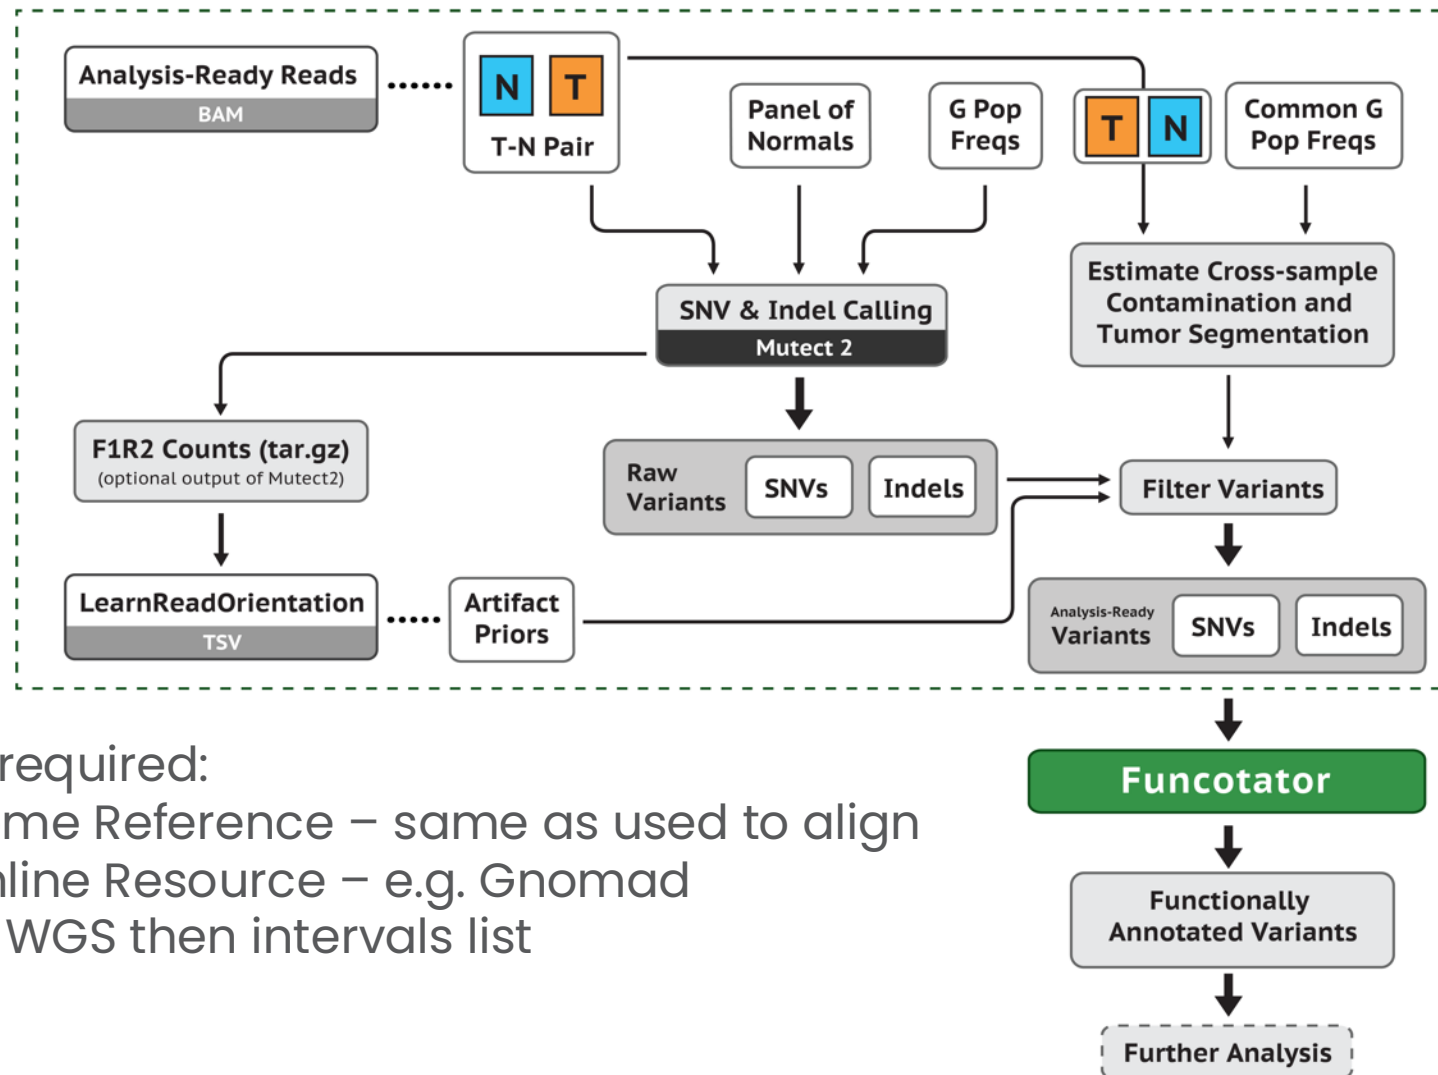 Analysis-Ready Reads
BAM
N T
T-N Pair
Panel of
Normals
G Pop
Freqs
T N
Common G
Pop Freqs
SNV & Indel Calling
Mutect 2
Estimate Cross-sample
Contamination and
Tumor Segmentation
F1R2 Counts (tar.gz)
(optional output of Mutect2)
Raw
Variants
SNVs
Indels
Filter Variants
LearnReadOrientation
TSV
Artifact
Priors
Analysis-Ready
Variants
SNVs
Indels
required:
me Reference – same as used to align
nline Resource – e.g. Gnomad
WGS then intervals list
Funcotator
Functionally
Annotated Variants
Further Analysis